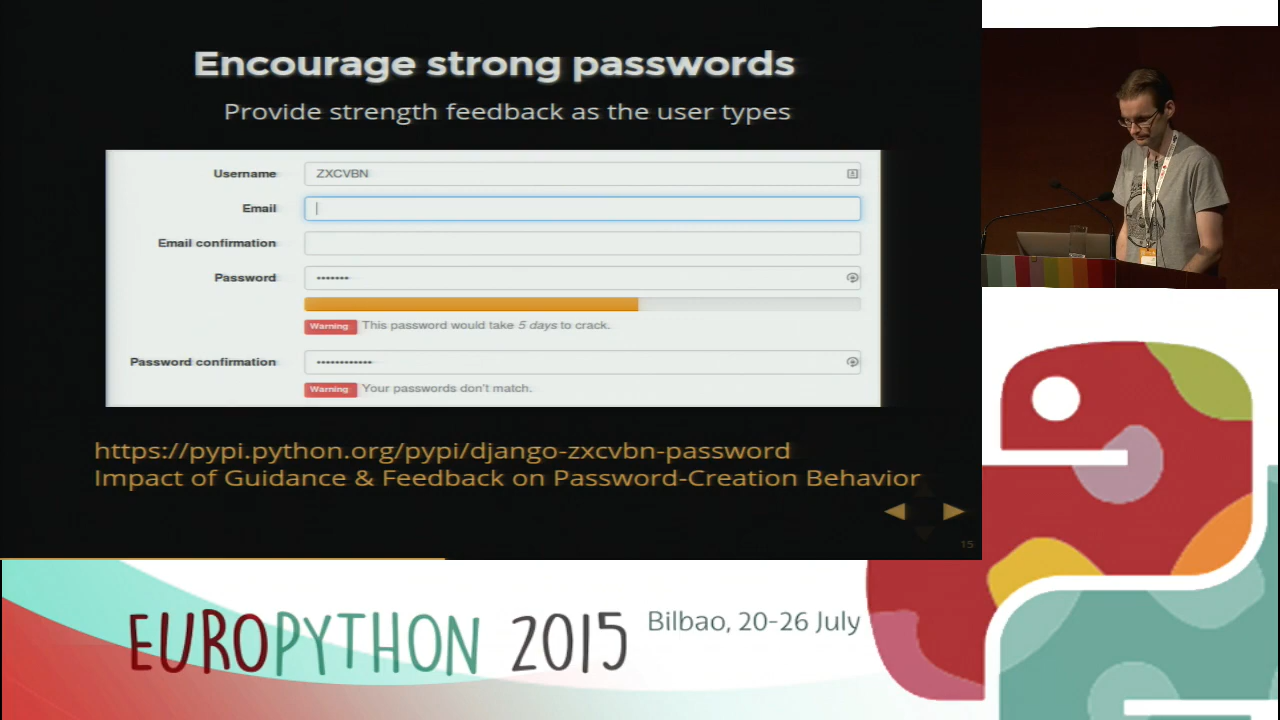 Encourage strong passwords
Provide strength feedback as the user types
Username ZXCVBN
Email
Email confirmation
Password •••••••
Warning This password would take 5 days to crack.
Password confirmation ••••••••••••
Warning Your passwords don't match.
https://pypi.python.org/pypi/django-zxcvbn-password
Impact of Guidance & Feedback on Password-Creation Behavior
15
EUROPYTHON 2015 Bilbao, 20-26 July